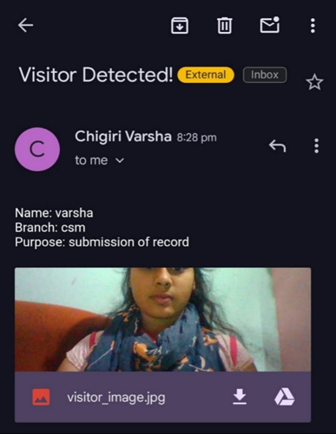 Visitor Detected! External Inbox
C
Chigiri Varsha 8:28 pm
to me
Name: varsha
Branch: csm
Purpose: submission of record
visitor_image.jpg